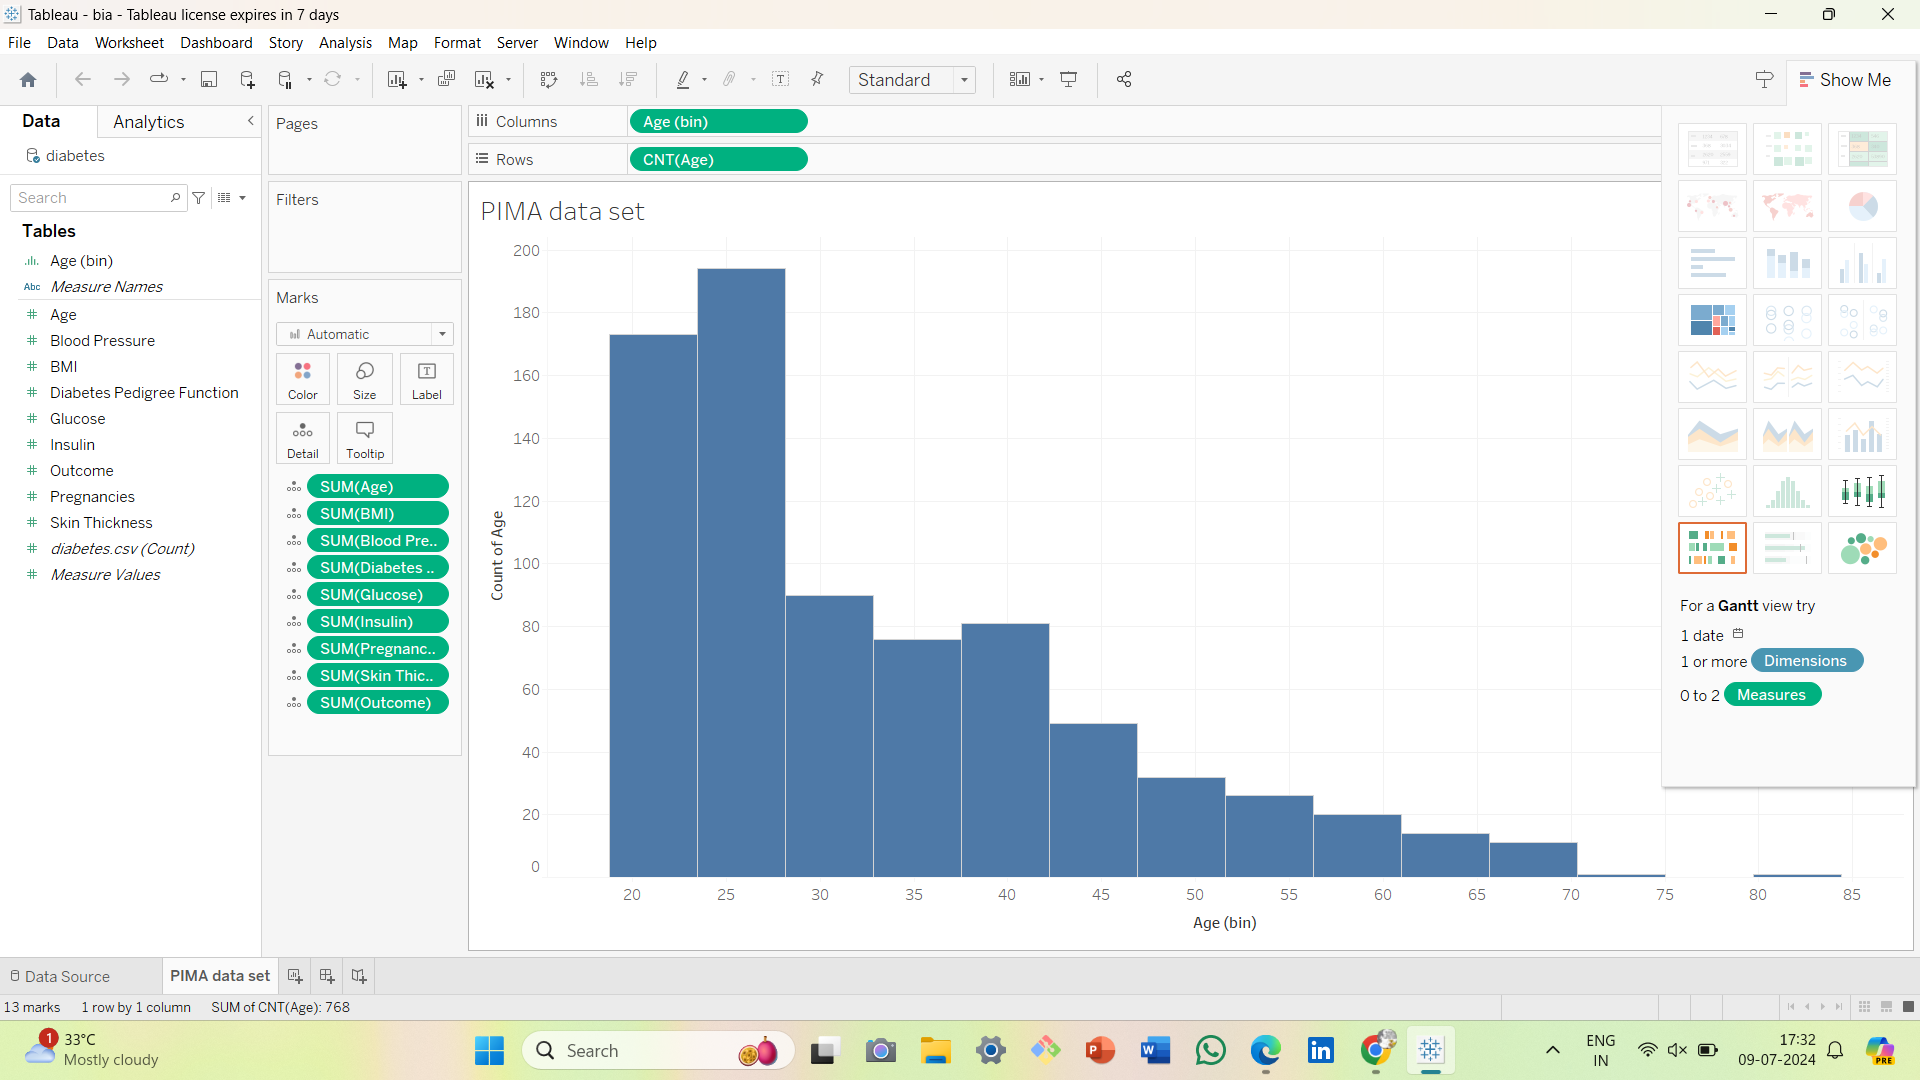 Tableau - bia - Tableau license expires in 7 days
File Data Worksheet Dashboard Story Analysis Map Format Server Window Help
Standard
Show Me
Data Analytics
diabetes
Search
Tables
Age (bin)
Abc Measure Names
Age
Blood Pressure
BMI
Diabetes Pedigree Function
Glucose
Insulin
Outcome
Pregnancies
Skin Thickness
diabetes.csv (Count)
Measure Values
Pages
Filters
Marks
Automatic
Color Size Label
Detail Tooltip
SUM(Age)
SUM(BMI)
SUM(Blood Pre..
SUM(Diabetes ..
SUM(Glucose)
SUM(Insulin)
SUM(Pregnanc..
SUM(Skin Thic..
SUM(Outcome)
Columns Age (bin)
Rows CNT(Age)
PIMA data set
200
180
160
140
120
100
80
60
40
20
0
Count of Age
20 25 30 35 40 45 50 55 60 65 70 75 80 85
Age (bin)
For a Gantt view try
1 date
1 or more Dimensions
0 to 2 Measures
Data Source PIMA data set
13 marks 1 row by 1 column SUM of CNT(Age): 768
1 33°C
Mostly cloudy
Search
ENG
IN
17:32
09-07-2024
PRE